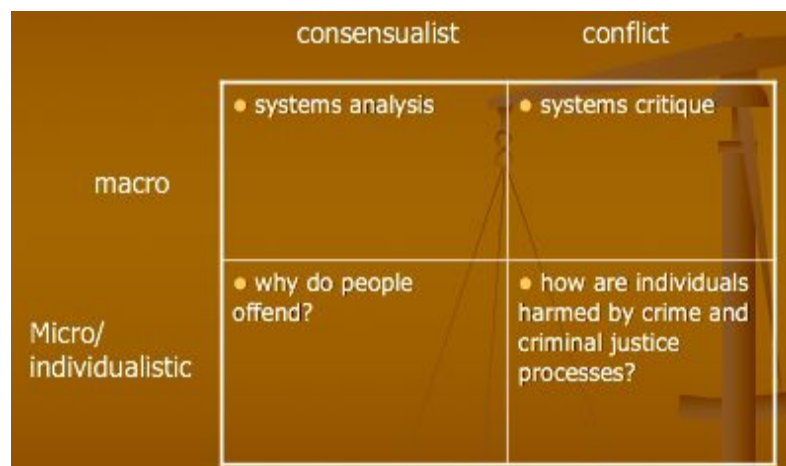 consensualist conflict
● systems analysis ● systems critique
macro
● why do people
offend?
● how are individuals
harmed by crime and
criminal justice
processes?
Micro/
individualistic